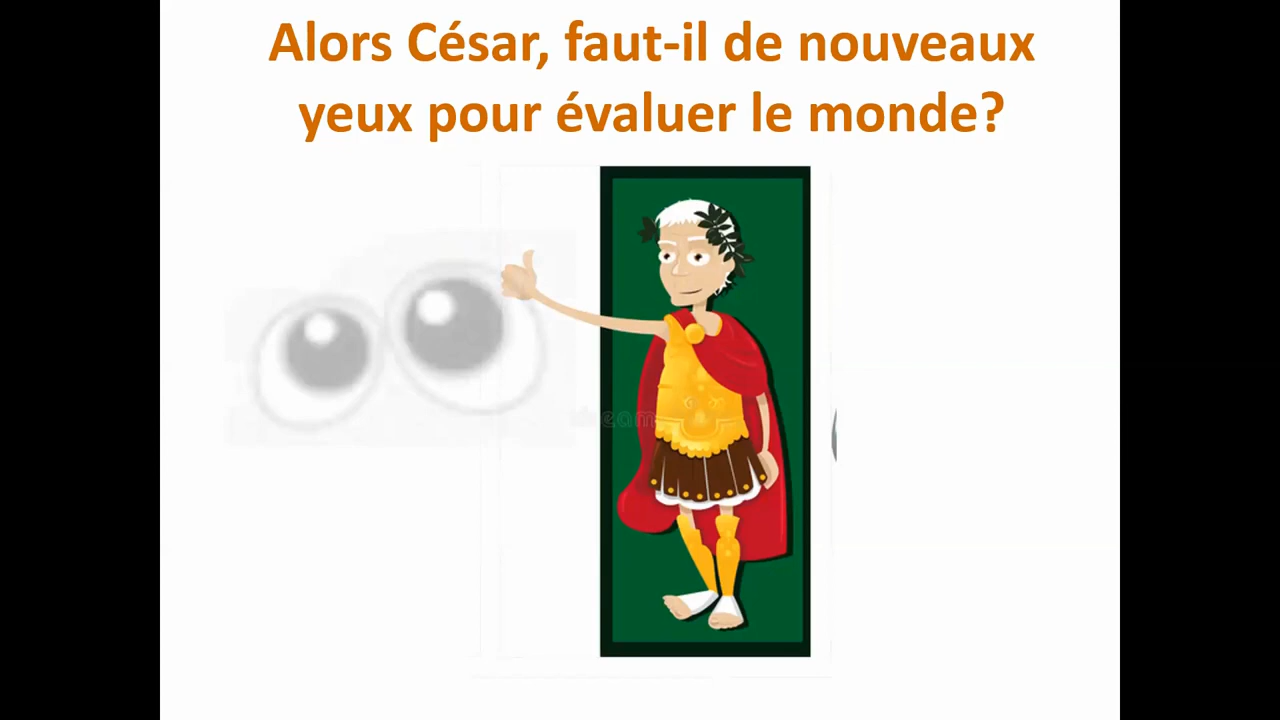 Alors César, faut-il de nouveaux
yeux pour évaluer le monde?